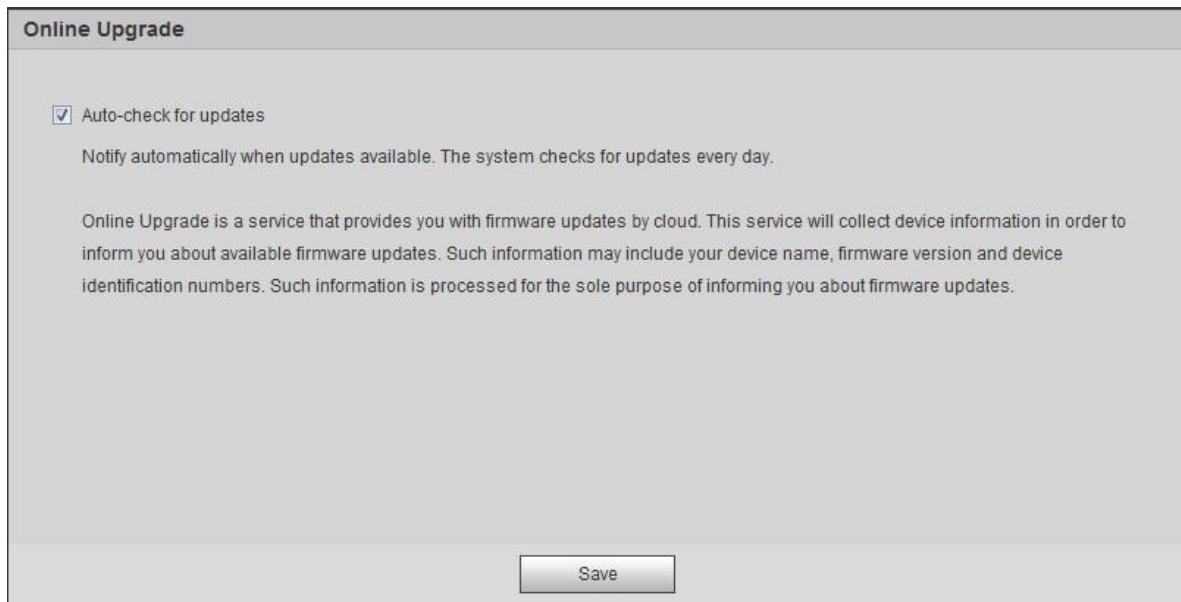 Online Upgrade
Auto-check for updates
Notify automatically when updates available. The system checks for updates every day.
Online Upgrade is a service that provides you with firmware updates by cloud. This service will collect device information in order to
inform you about available firmware updates. Such information may include your device name, firmware version and device
identification numbers. Such information is processed for the sole purpose of informing you about firmware updates.
Save